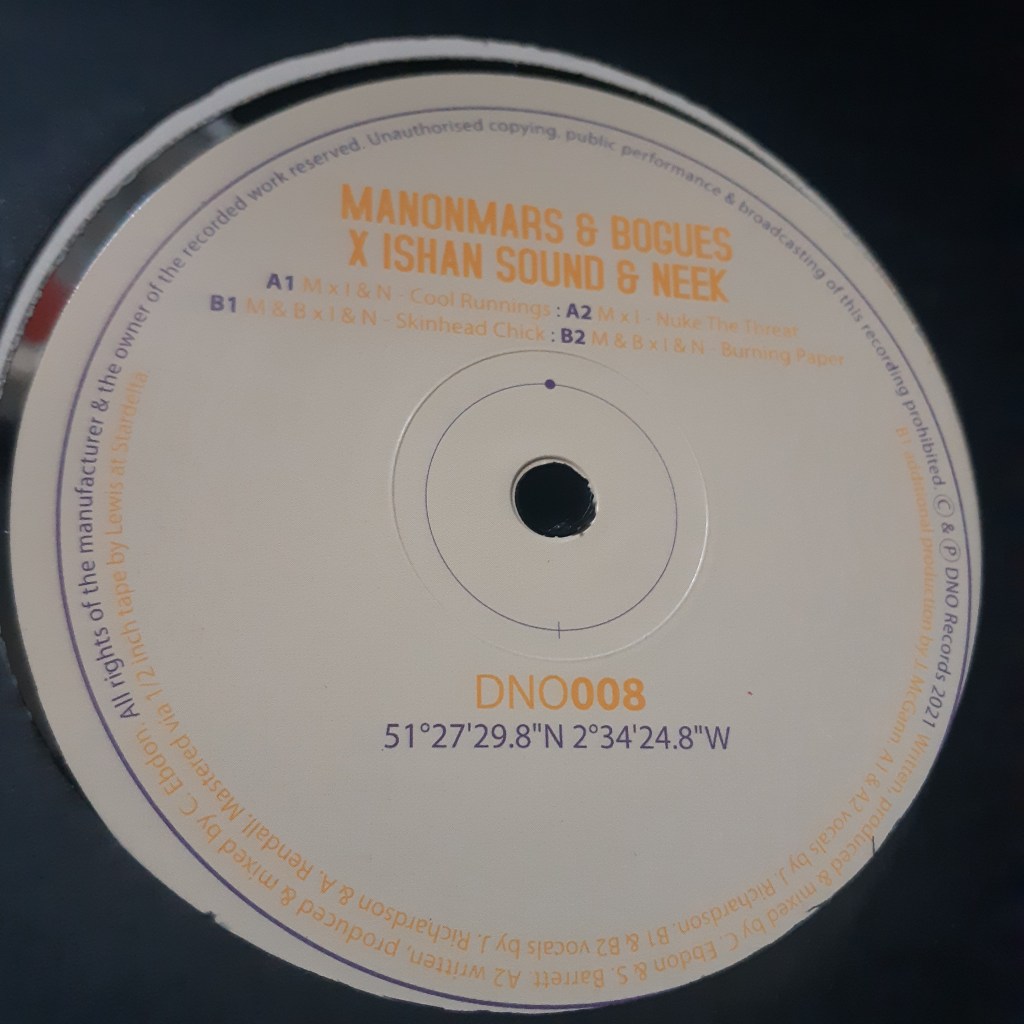 All rights of the manufacturer & the owner of the recorded work reserved. Unauthorised copying, public performance & broadcasting of this recording prohibited. Ⓒ & Ⓟ DNO Records 2021
MANONMARS & BOGUES
X ISHAN SOUND & NEEK
A1 M x I & N - Cool Runnings : A2 M x I - Nuke The Threat
B1 M & B x I & N - Skinhead Chick : B2 M & B x I & N - Burning Paper
DNO008
51°27'29.8"N 2°34'24.8"W
Written, produced & mixed by C. Ebdon & S. Barrett. A2 written, produced & mixed by C. Ebdon.
B1 additional production by J. McGann. A1 & A2 vocals by J. Richardson. B1 & B2 vocals by J. Richardson & A. Rendall. Mastered via 1/2 inch tape by Lewis at Stardelta